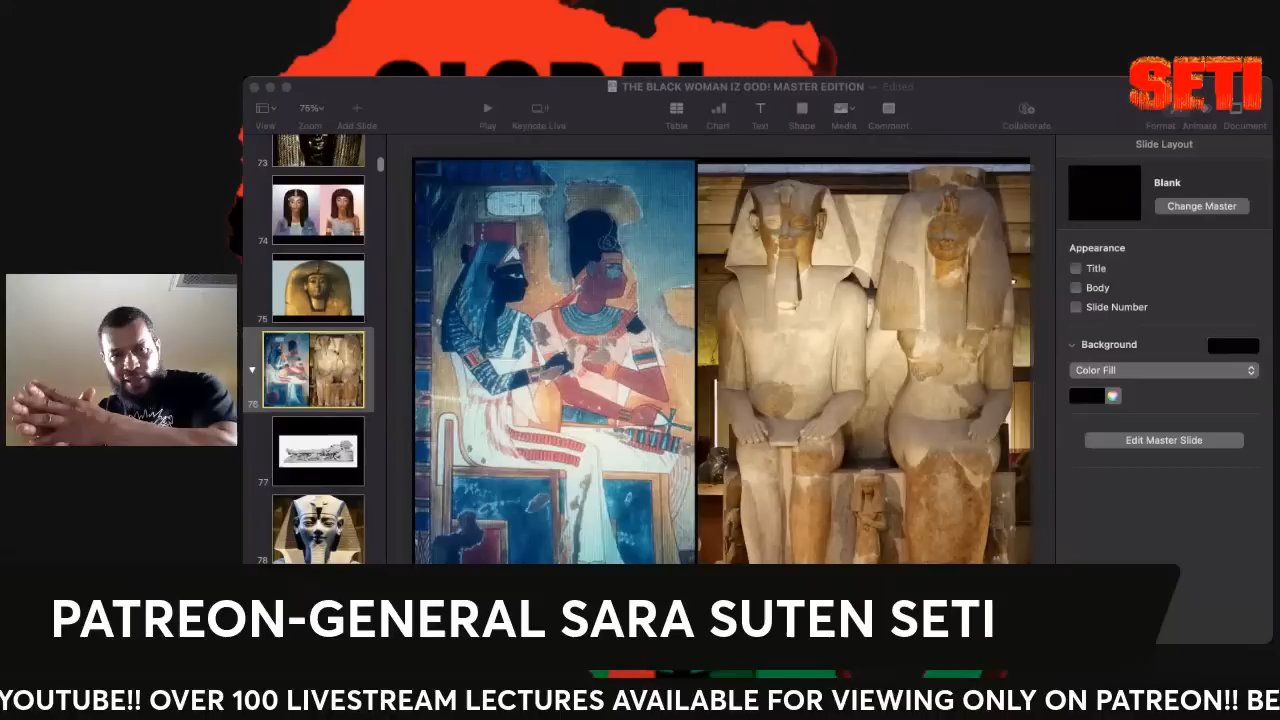 GLOBAL
SETI
THE BLACK WOMAN IZ GOD! MASTER EDITION — Edited
75%
View
Zoom
Add Slide
Play
Keynote Live
Table
Chart
Text
Shape
Media
Comment
Collaborate
Format
Animate
Document
73
74
75
76
77
78
Slide Layout
Blank
Change Master
Appearance
Title
Body
Slide Number
Background
Color Fill
Edit Master Slide
PATREON-GENERAL SARA SUTEN SETI
YOUTUBE!! OVER 100 LIVESTREAM LECTURES AVAILABLE FOR VIEWING ONLY ON PATREON!! BE